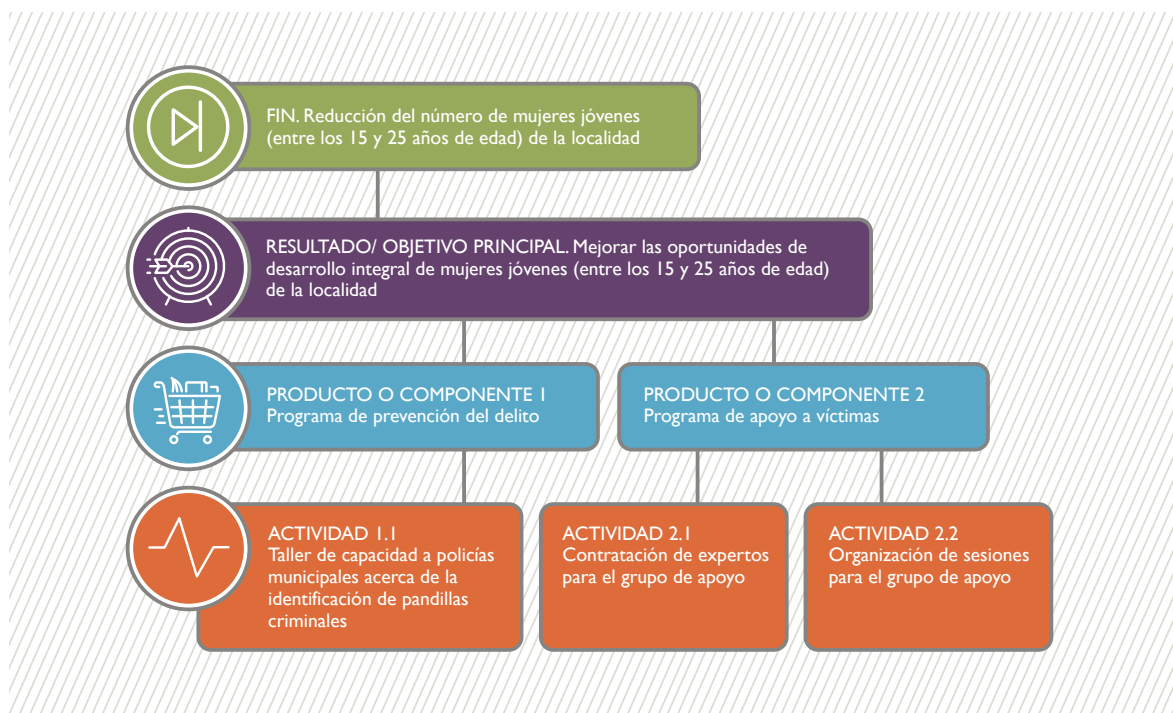 FIN. Reducción del número de mujeres jóvenes
(entre los 15 y 25 años de edad) de la localidad
RESULTADO/ OBJETIVO PRINCIPAL. Mejorar las oportunidades de
desarrollo integral de mujeres jóvenes (entre los 15 y 25 años de edad)
de la localidad
PRODUCTO O COMPONENTE 1
Programa de prevención del delito
PRODUCTO O COMPONENTE 2
Programa de apoyo a víctimas
ACTIVIDAD 1.1
Taller de capacidad a policías
municipales acerca de la
identificación de pandillas
criminales
ACTIVIDAD 2.1
Contratación de expertos
para el grupo de apoyo
ACTIVIDAD 2.2
Organización de sesiones
para el grupo de apoyo